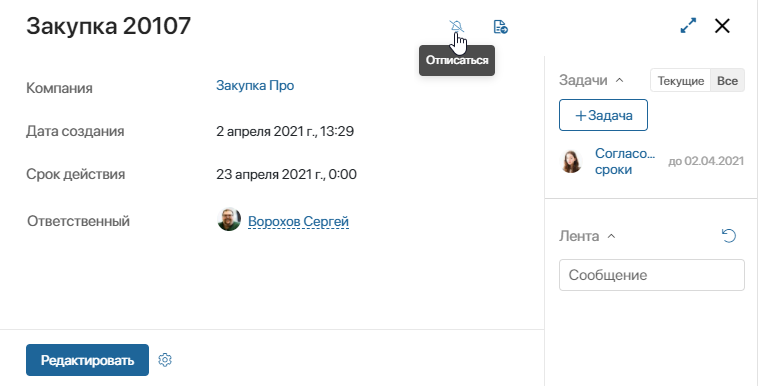 Закупка 20107
Отписаться
Компания
Закупка Про
Дата создания
2 апреля 2021 г., 13:29
Срок действия
23 апреля 2021 г., 0:00
Ответственный
Ворохов Сергей
Редактировать
Задачи
Текущие
Все
+Задача
Согласо...
сроки
до 02.04.2021
Лента
Сообщение